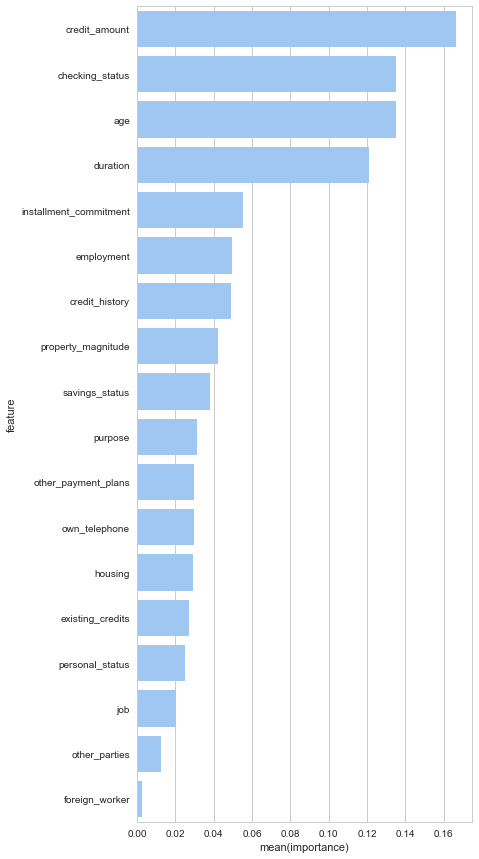 credit_amount
checking_status
age
duration
installment_commitment
employment
credit_history
property_magnitude
savings_status
feature
purpose
other_payment_plans
own_telephone
housing
existing_credits
personal_status
job
other_parties
foreign_worker
0.00 0.02 0.04 0.06 0.08 0.10 0.12 0.14 0.16
mean(importance)